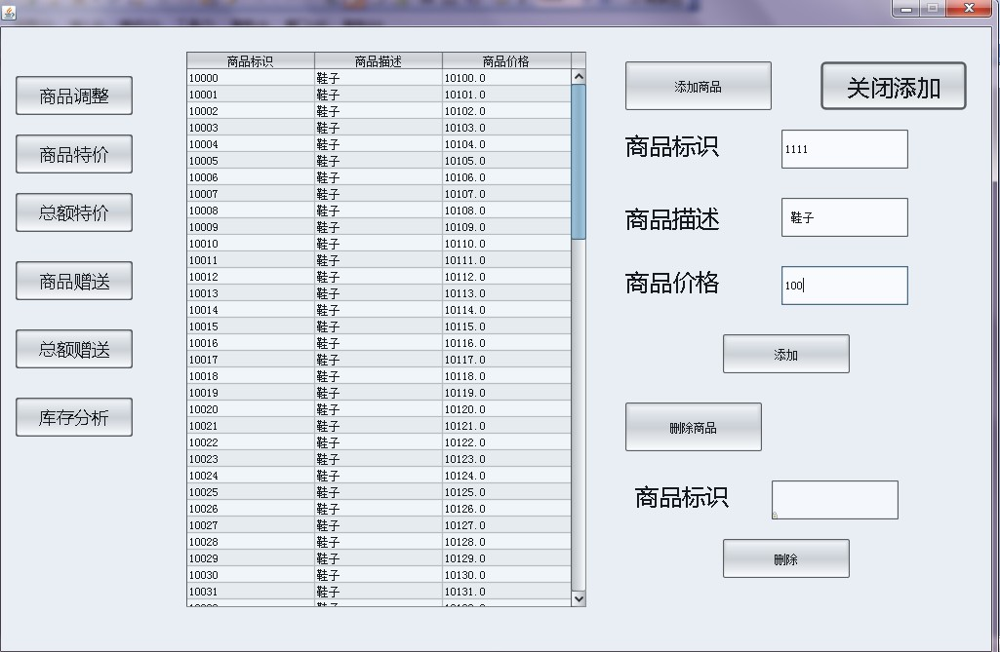 商品调整
商品特价
总额特价
商品赠送
总额赠送
库存分析
商品标识 商品描述 商品价格
10000 鞋子 10100.0
10001 鞋子 10101.0
10002 鞋子 10102.0
10003 鞋子 10103.0
10004 鞋子 10104.0
10005 鞋子 10105.0
10006 鞋子 10106.0
10007 鞋子 10107.0
10008 鞋子 10108.0
10009 鞋子 10109.0
10010 鞋子 10110.0
10011 鞋子 10111.0
10012 鞋子 10112.0
10013 鞋子 10113.0
10014 鞋子 10114.0
10015 鞋子 10115.0
10016 鞋子 10116.0
10017 鞋子 10117.0
10018 鞋子 10118.0
10019 鞋子 10119.0
10020 鞋子 10120.0
10021 鞋子 10121.0
10022 鞋子 10122.0
10023 鞋子 10123.0
10024 鞋子 10124.0
10025 鞋子 10125.0
10026 鞋子 10126.0
10027 鞋子 10127.0
10028 鞋子 10128.0
10029 鞋子 10129.0
10030 鞋子 10130.0
10031 鞋子 10131.0
添加商品 关闭添加
商品标识 1111
商品描述 鞋子
商品价格 100
添加
删除商品
商品标识
删除